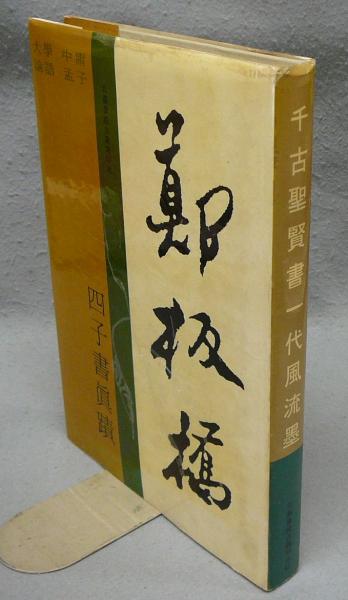 大學 中庸
論語 孟子
四子書眞蹟
鄭板橋
千古聖賢書一代風流墨